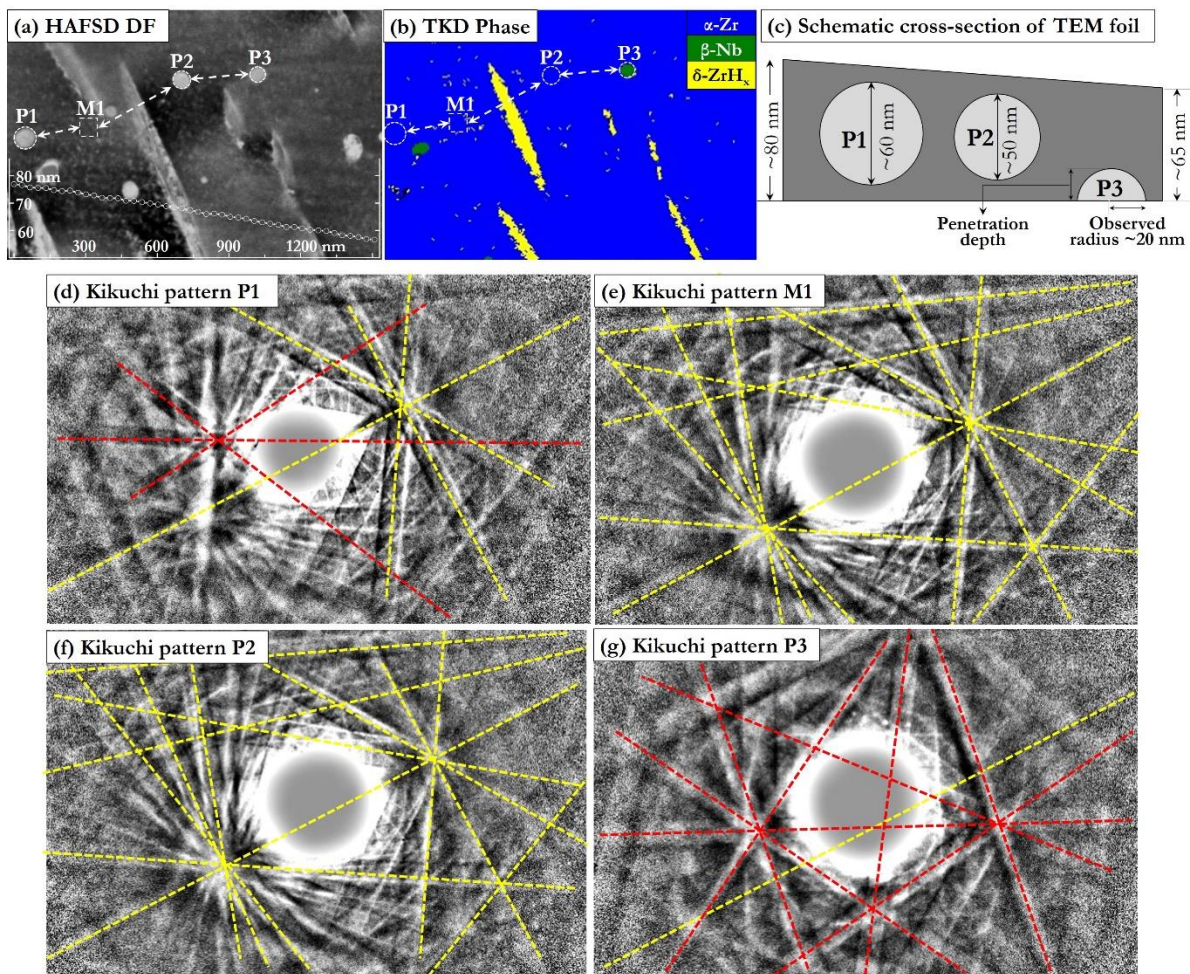 (a) HAFSD DF
P1
M1
P2
P3
80 nm
70
60
300
600
900
1200 nm
(b) TKD Phase
α-Zr
β-Nb
δ-ZrHₓ
P1
M1
P2
P3
(c) Schematic cross-section of TEM foil
~80 nm
P1
~60 nm
P2
~50 nm
P3
~65 nm
Penetration
depth
Observed
radius ~20 nm
(d) Kikuchi pattern P1
(e) Kikuchi pattern M1
(f) Kikuchi pattern P2
(g) Kikuchi pattern P3